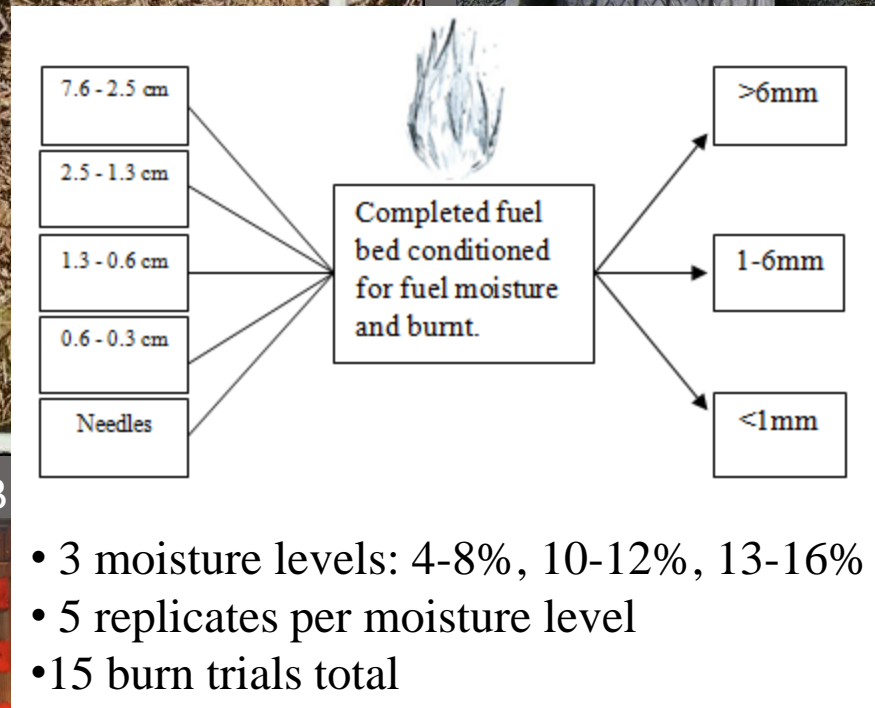 7.6 - 2.5 cm
2.5 - 1.3 cm
1.3 - 0.6 cm
0.6 - 0.3 cm
Needles
Completed fuel
bed conditioned
for fuel moisture
and burnt.
>6mm
1-6mm
<1mm
• 3 moisture levels: 4-8%, 10-12%, 13-16%
• 5 replicates per moisture level
•15 burn trials total